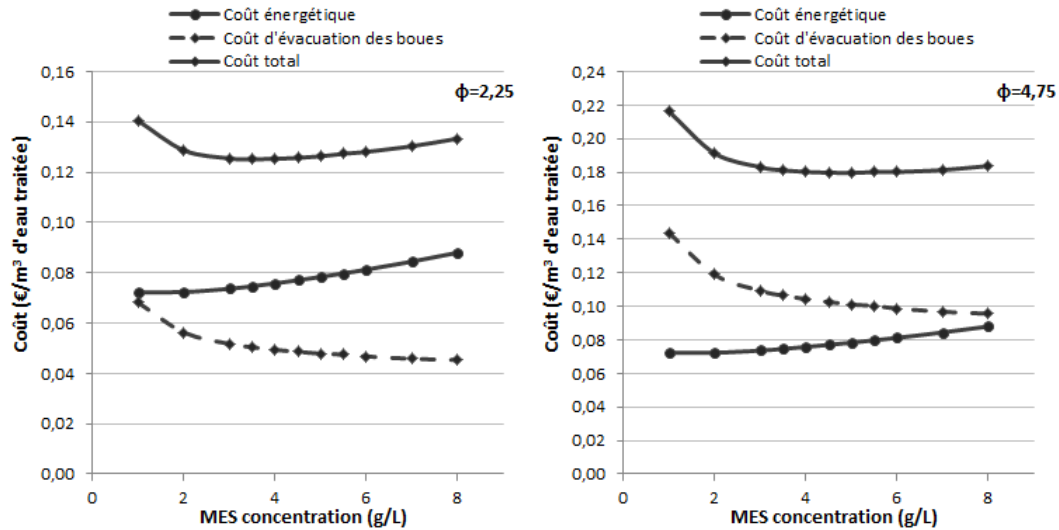 Coût énergétique
Coût d'évacuation des boues
Coût total
ϕ=2,25
Coût (€/m³ d'eau traitée)
0,16
0,14
0,12
0,10
0,08
0,06
0,04
0,02
0,00
0 2 4 6 8
MES concentration (g/L)
Coût énergétique
Coût d'évacuation des boues
Coût total
ϕ=4,75
Coût (€/m³ d'eau traitée)
0,24
0,22
0,20
0,18
0,16
0,14
0,12
0,10
0,08
0,06
0,04
0,02
0,00
0 2 4 6 8
MES concentration (g/L)